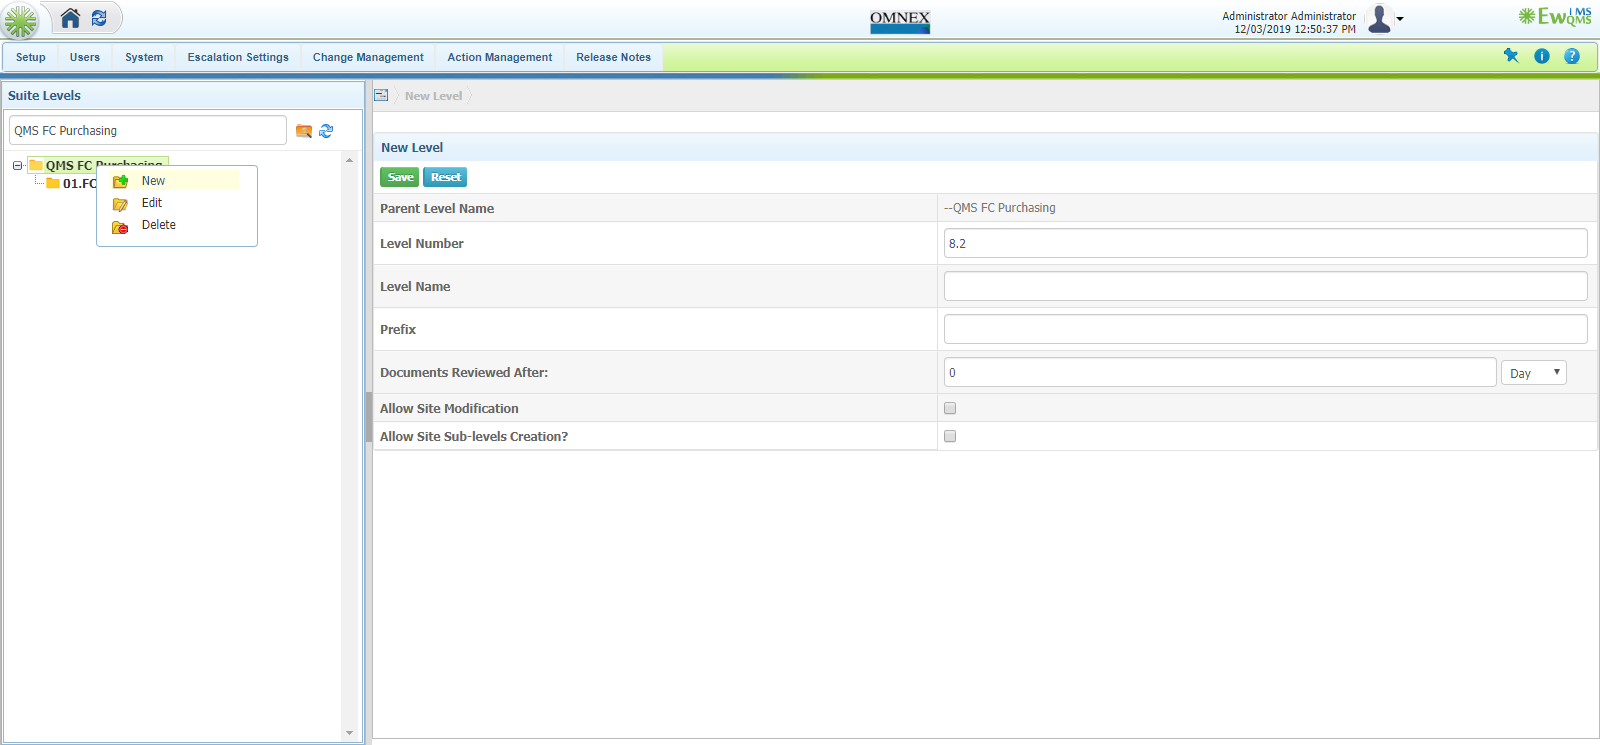 OMNEX
Administrator Administrator
12/03/2019 12:50:37 PM
EwIMS
QMS
Setup Users System Escalation Settings Change Management Action Management Release Notes
Suite Levels
QMS FC Purchasing
QMS FC Purchasing
01.FC
New
Edit
Delete
New Level
New Level
Save Reset
Parent Level Name --QMS FC Purchasing
Level Number 8.2
Level Name
Prefix
Documents Reviewed After: 0 Day
Allow Site Modification
Allow Site Sub-levels Creation?